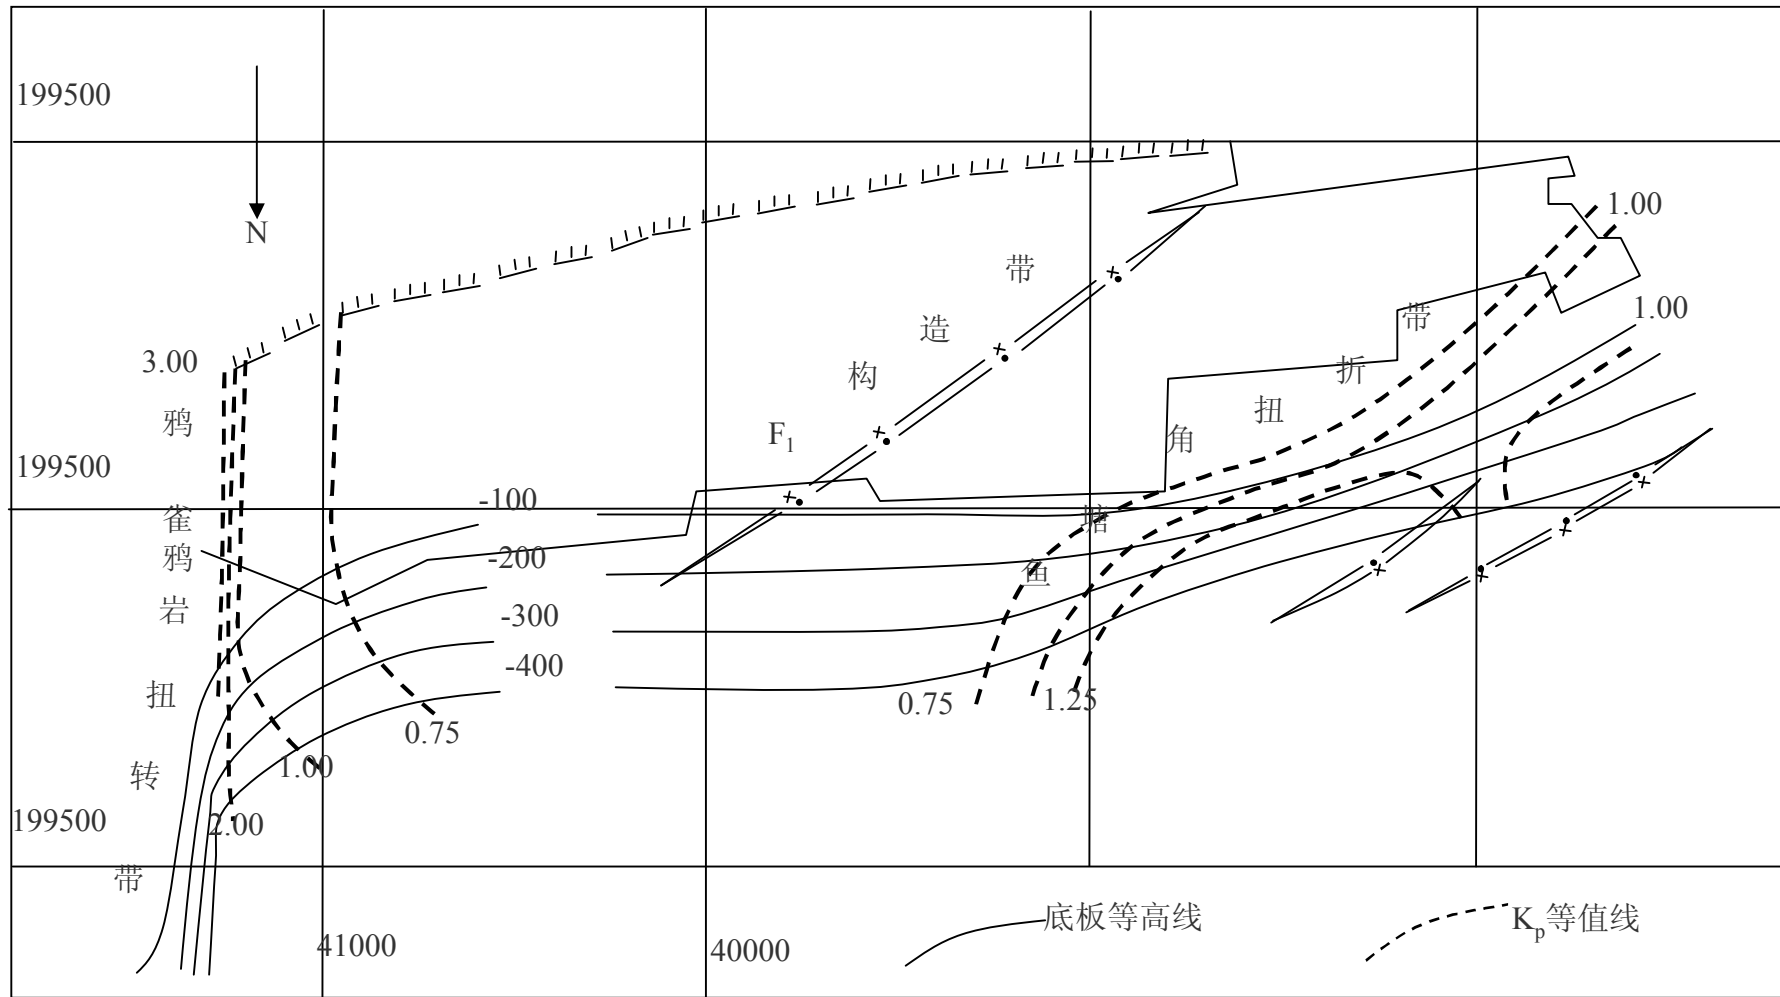 199500
N
1.00
带
造
构
F1
3.00
1.00
带
折
扭
角
塘
鱼
鸦
199500
雀
鸦
岩
扭
转
带
-100
-200
-300
-400
0.75
1.00
2.00
0.75
1.25
199500
41000
40000
底板等高线
Kp等值线